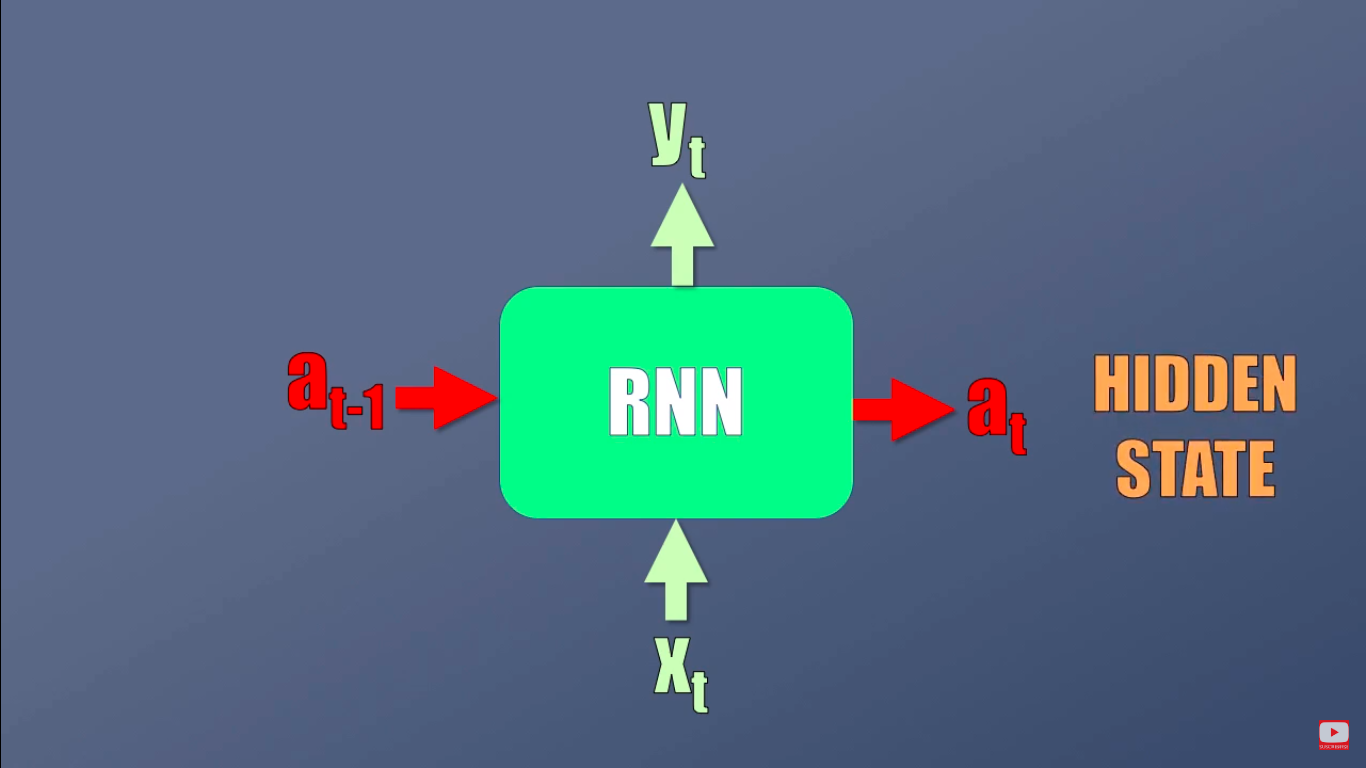 yt
at-1
RNN
at
HIDDEN
STATE
xt